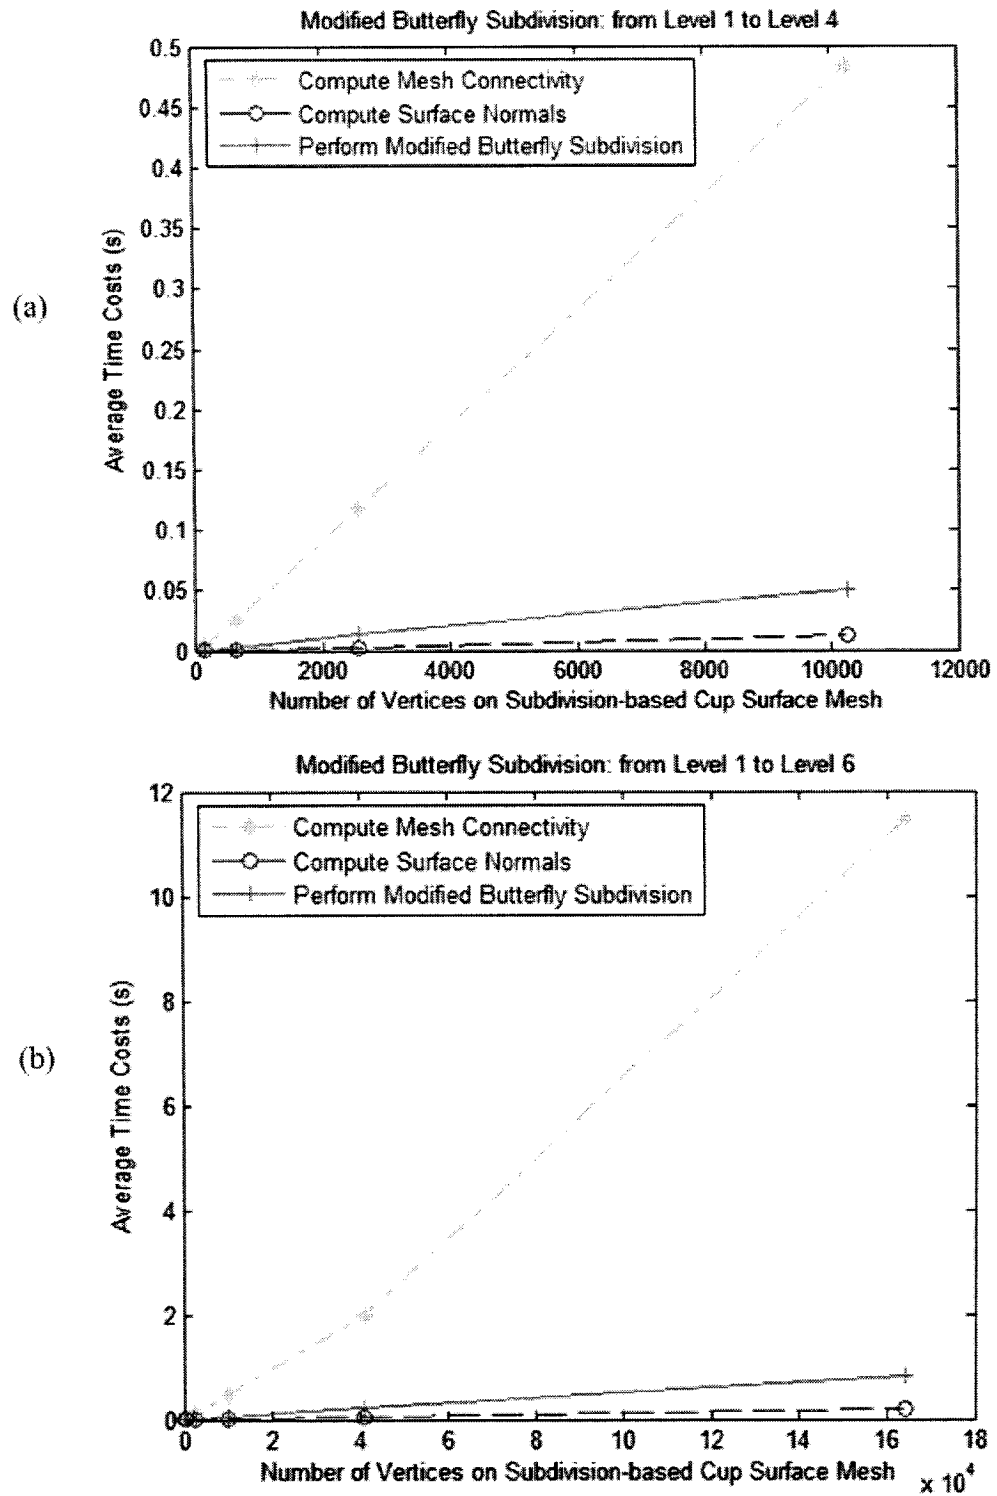 Modified Butterfly Subdivision: from Level 1 to Level 4
0.5
0.45
0.4
0.35
0.3
0.25
0.2
0.15
0.1
0.05
0
Compute Mesh Connectivity
Compute Surface Normals
Perform Modified Butterfly Subdivision
Average Time Costs (s)
(a)
0 2000 4000 6000 8000 10000 12000
Number of Vertices on Subdivision-based Cup Surface Mesh
Modified Butterfly Subdivision: from Level 1 to Level 6
12
10
8
6
4
2
0
Compute Mesh Connectivity
Compute Surface Normals
Perform Modified Butterfly Subdivision
Average Time Costs (s)
(b)
0 2 4 6 8 10 12 14 16 18
Number of Vertices on Subdivision-based Cup Surface Mesh
x 10⁴